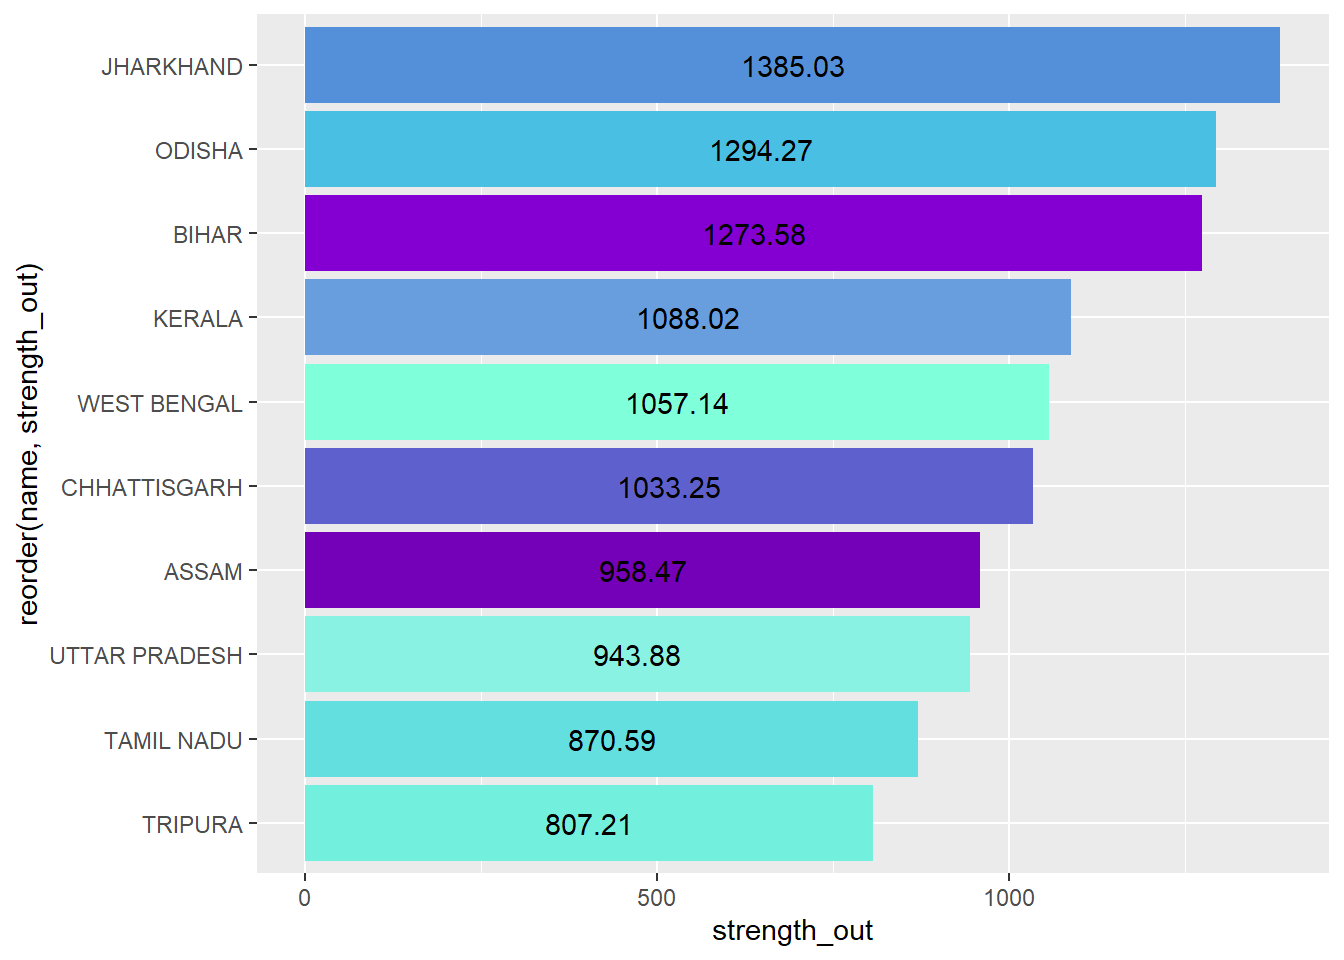 reorder(name, strength_out)
JHARKHAND 1385.03
ODISHA 1294.27
BIHAR 1273.58
KERALA 1088.02
WEST BENGAL 1057.14
CHHATTISGARH 1033.25
ASSAM 958.47
UTTAR PRADESH 943.88
TAMIL NADU 870.59
TRIPURA 807.21
0 500 1000
strength_out